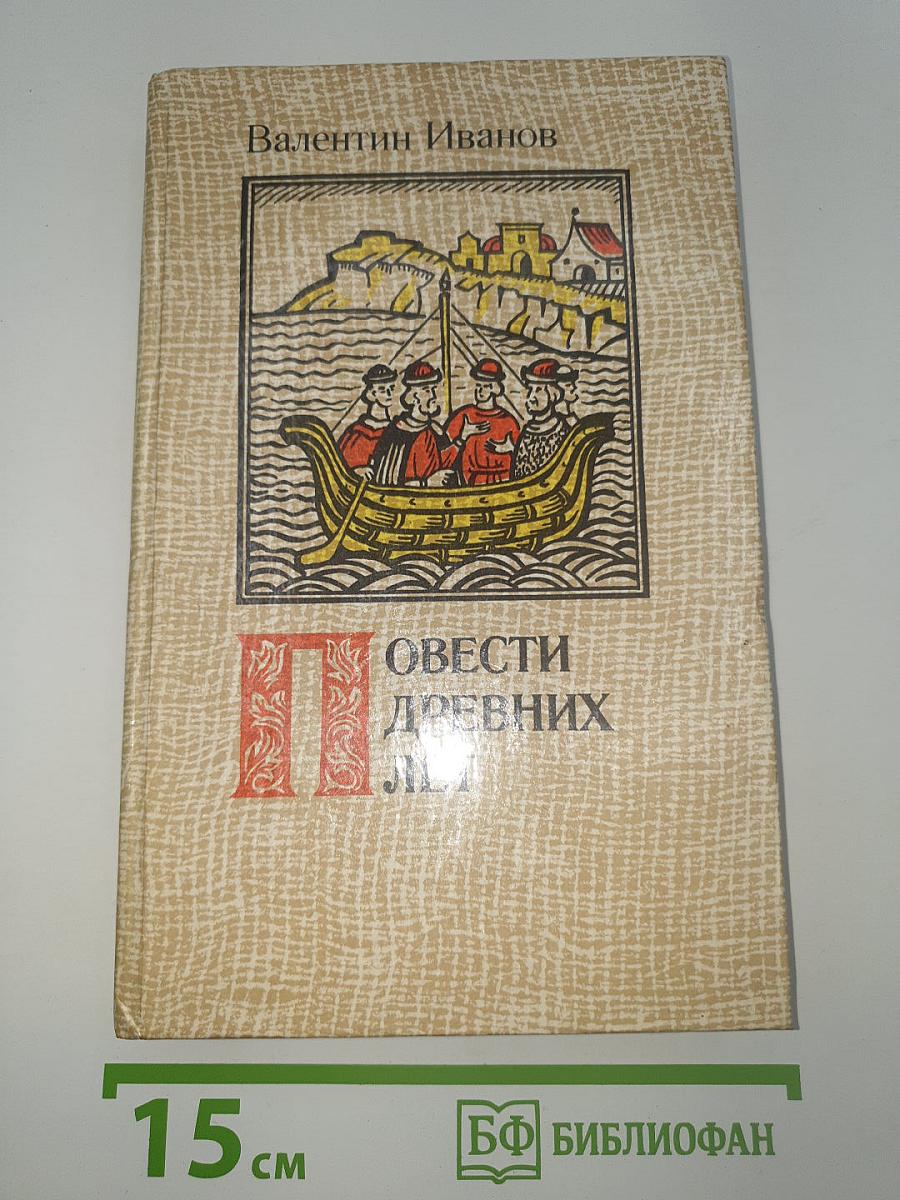 Валентин Иванов
ПОВЕСТИ
ДРЕВНИХ
ЛЕТ
15 см
БФ БИБЛИОФАН